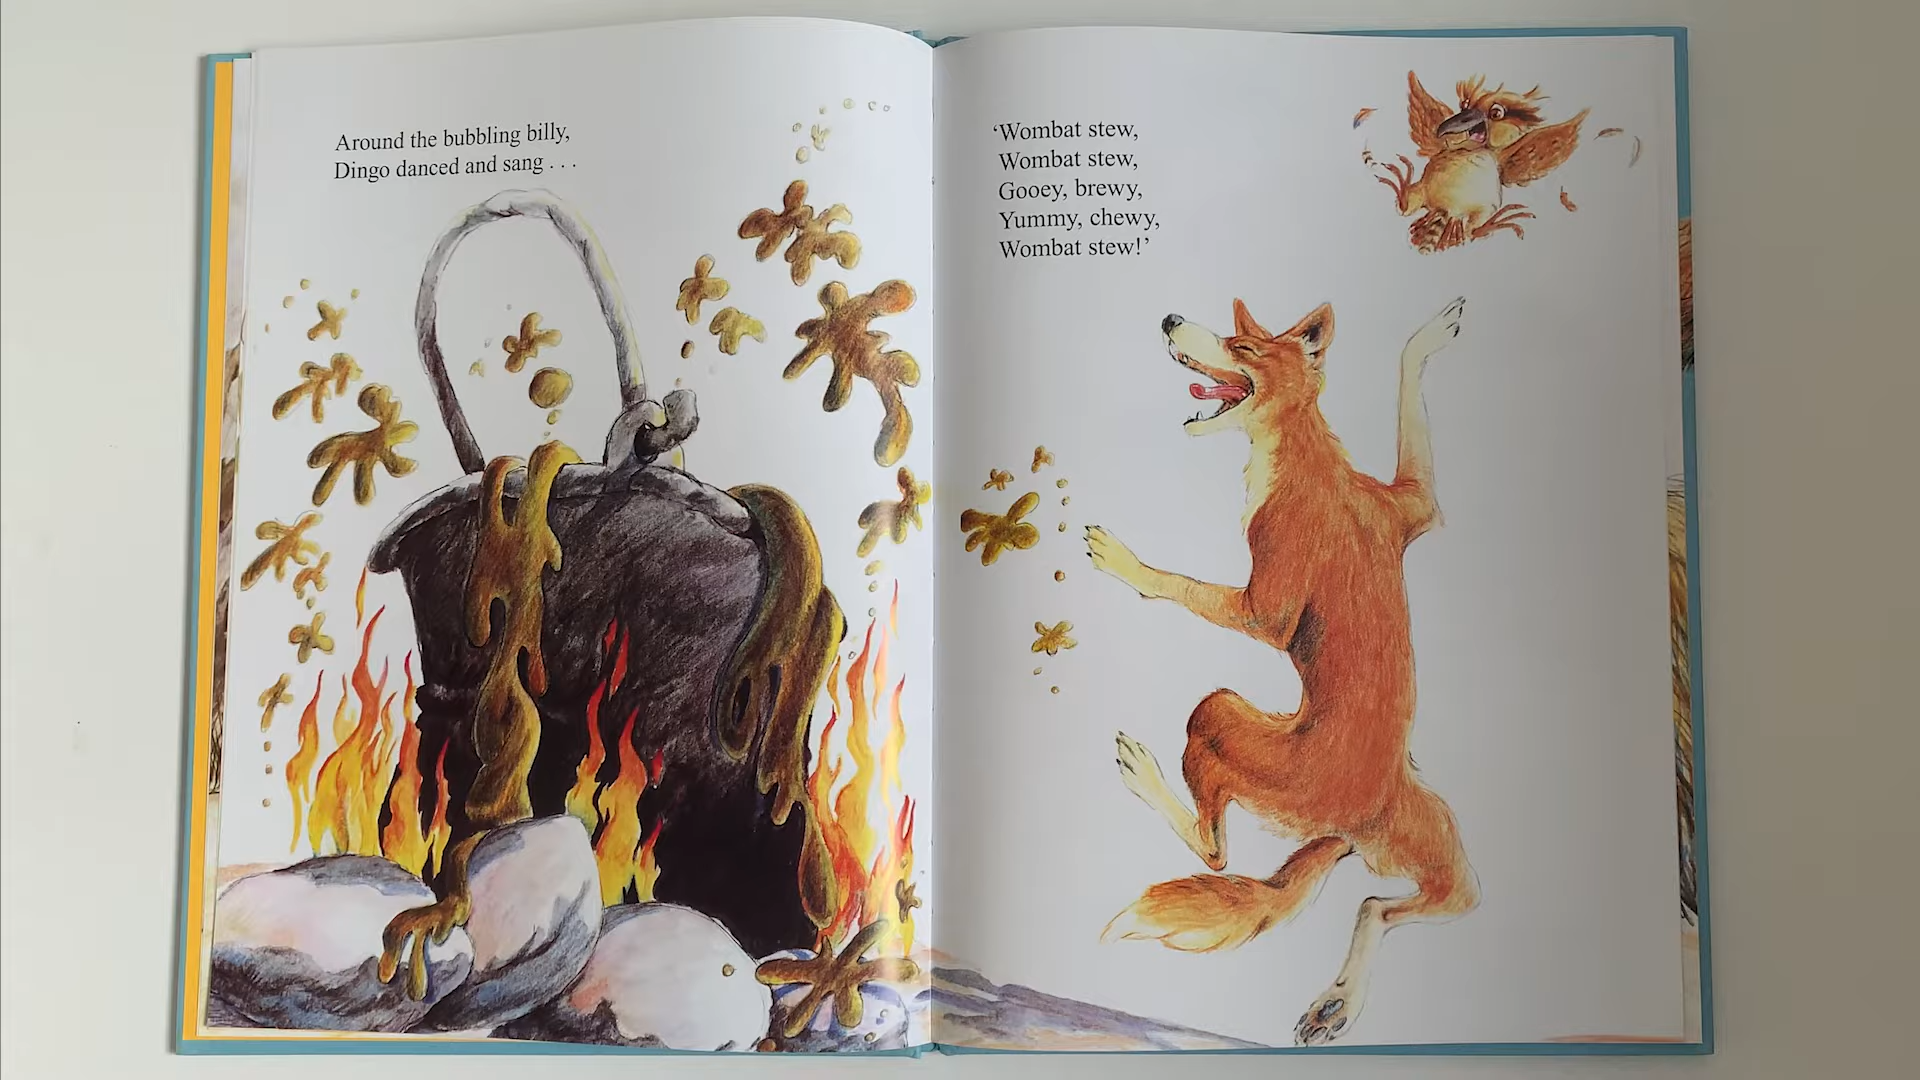 Around the bubbling billy,
Dingo danced and sang . . .
‘Wombat stew,
Wombat stew,
Gooey, brewy,
Yummy, chewy,
Wombat stew!’